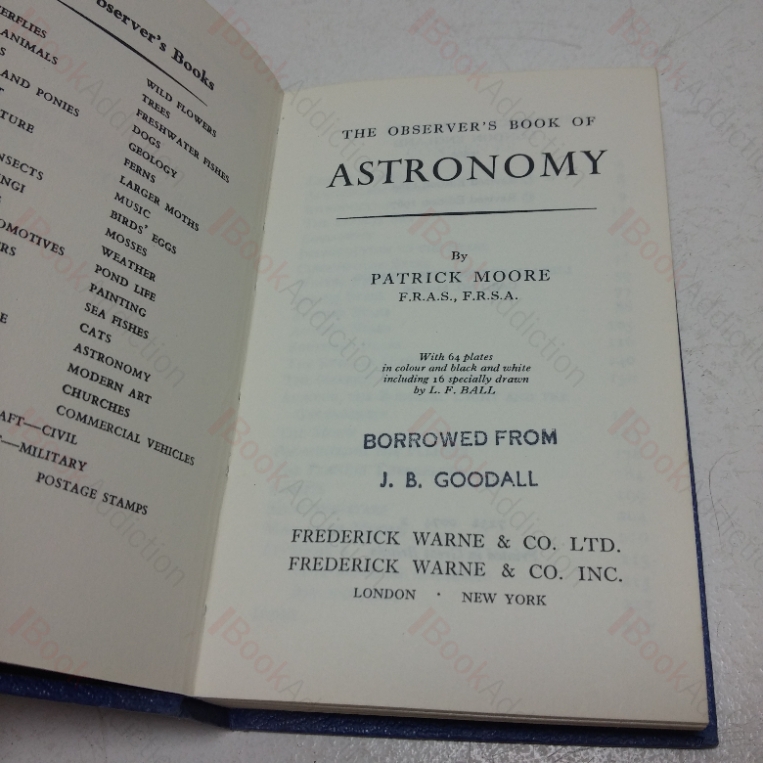 bserver's Books
ERFLIES
ANIMALS
S
AND PONIES
TURE
NSECTS
NGI
OMOTIVES
ERS
E
AFT—CIVIL
—MILITARY
WILD FLOWERS
TREES
FRESHWATER FISHES
DOGS
GEOLOGY
FERNS
LARGER MOTHS
MUSIC
BIRDS' EGGS
MOSSES
WEATHER
POND LIFE
PAINTING
SEA FISHES
CATS
ASTRONOMY
MODERN ART
CHURCHES
COMMERCIAL VEHICLES
POSTAGE STAMPS
THE OBSERVER'S BOOK OF
ASTRONOMY
By
PATRICK MOORE
F.R.A.S., F.R.S.A.
With 64 plates
in colour and black and white
including 16 specially drawn
by L. F. BALL
BORROWED FROM
J. B. GOODALL
FREDERICK WARNE & CO. LTD.
FREDERICK WARNE & CO. INC.
LONDON · NEW YORK
BookAddiction